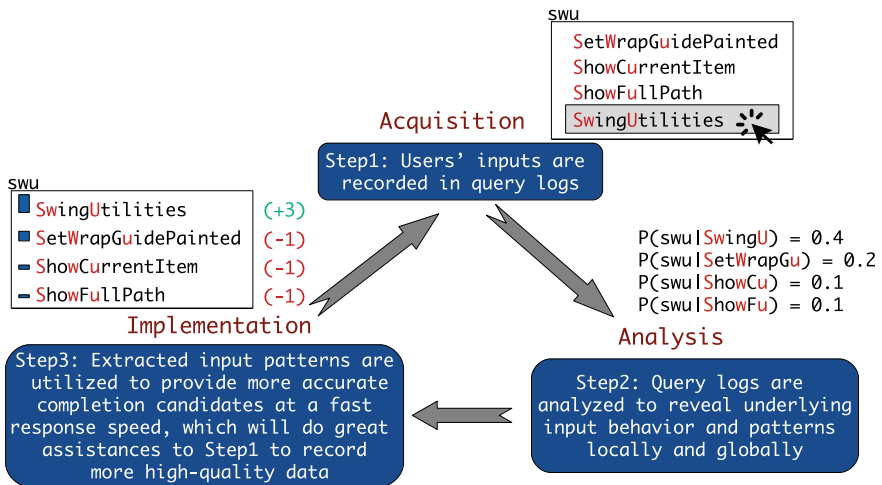 swu
SetWrapGuidePainted
ShowCurrentItem
ShowFullPath
SwingUtilities
Acquisition
Step1: Users' inputs are
recorded in query logs
swu
SwingUtilities (+3)
SetWrapGuidePainted (-1)
ShowCurrentItem (-1)
ShowFullPath (-1)
P(swu|SwingU) = 0.4
P(swu|SetWrapGu) = 0.2
P(swu|ShowCu) = 0.1
P(swu|ShowFu) = 0.1
Implementation
Analysis
Step3: Extracted input patterns are
utilized to provide more accurate
completion candidates at a fast
response speed, which will do great
assistances to Step1 to record
more high-quality data
Step2: Query logs are
analyzed to reveal underlying
input behavior and patterns
locally and globally